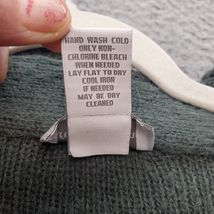 HAND WASH COLD
ONLY NON-
CHLORINE BLEACH
WHEN NEEDED
LAY FLAT TO DRY
COOL IRON
IF NEEDED
MAY BE DRY
CLEANED